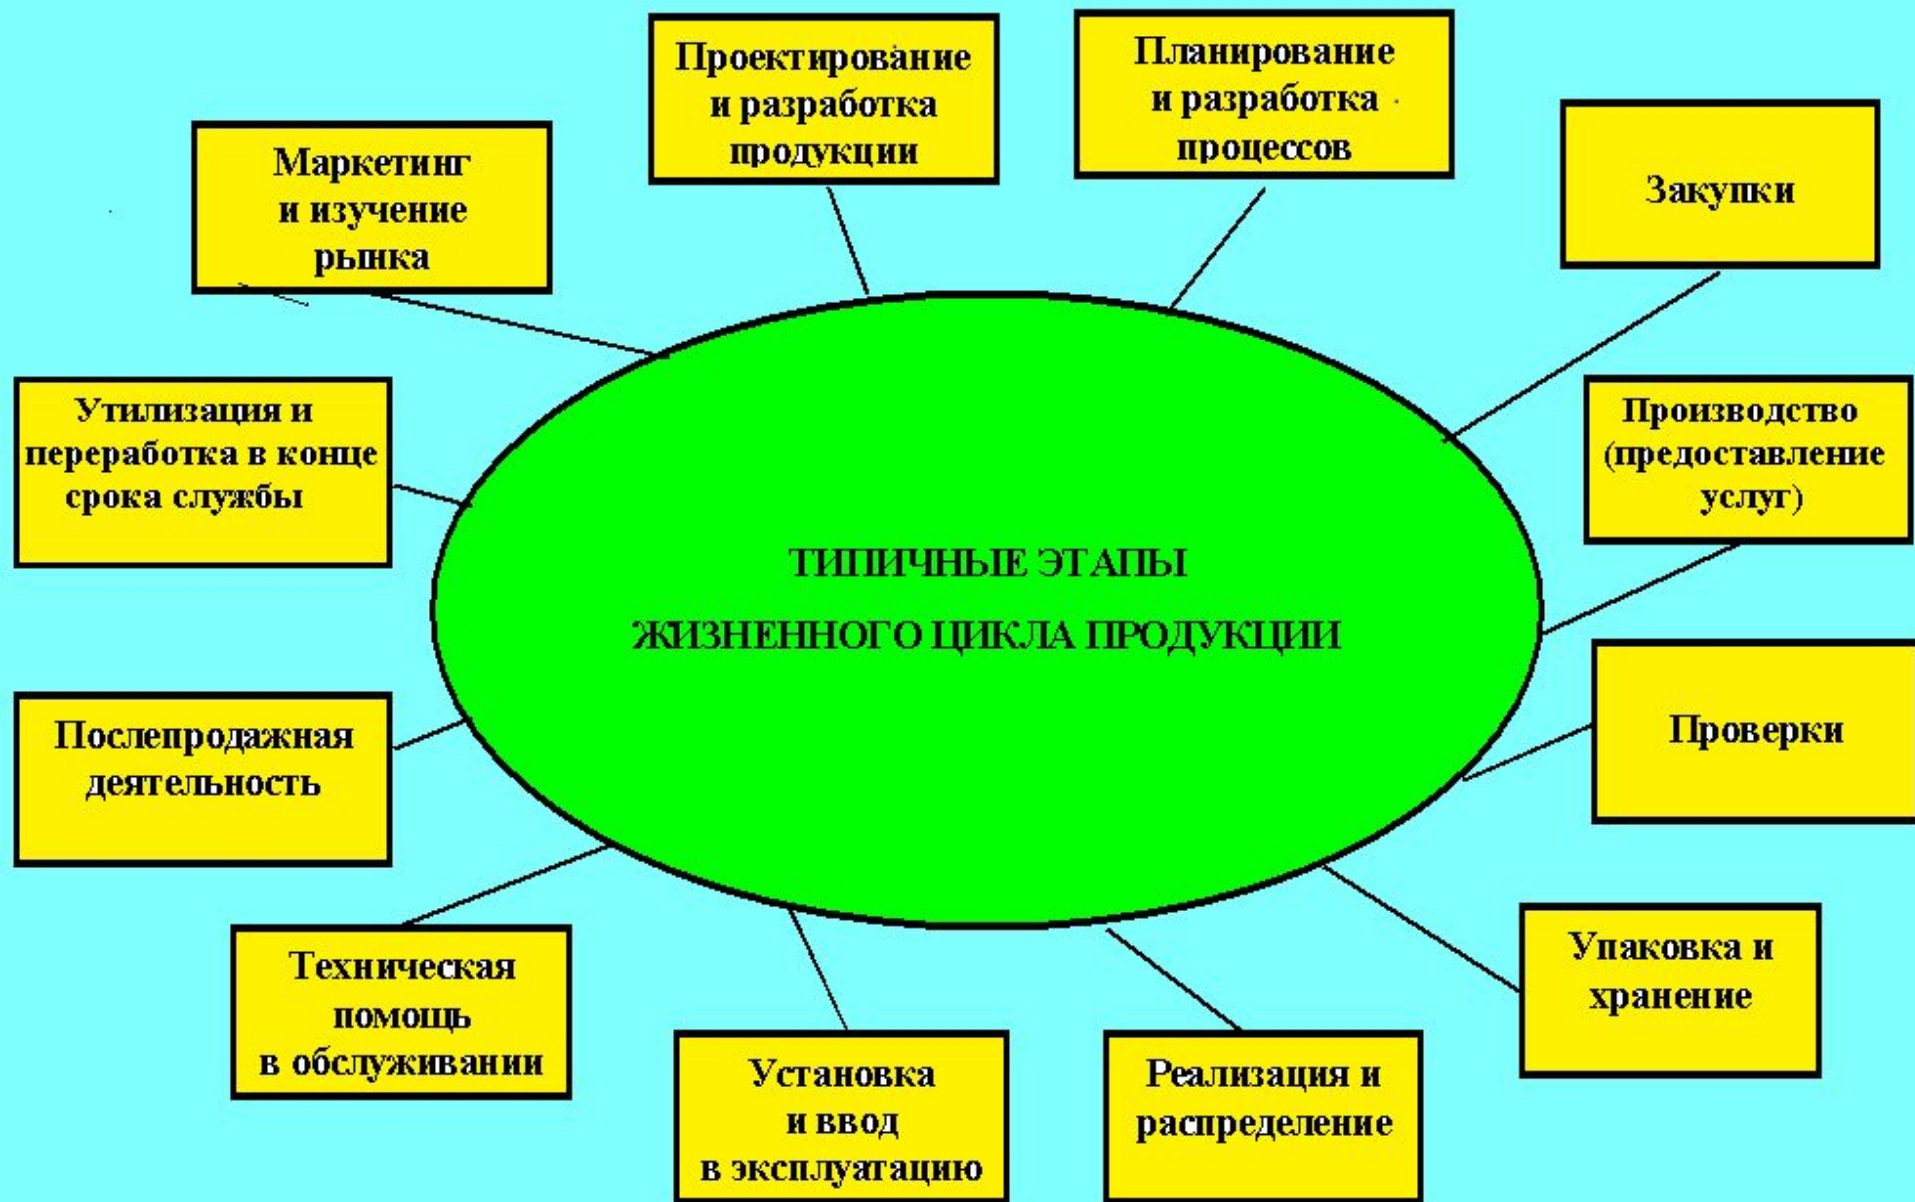 Проектирование
и разработка
продукции
Планирование
и разработка
процессов
Маркетинг
и изучение
рынка
Закупки
Утилизация и
переработка в конце
срока службы
Производство
(предоставление
услуг)
ТИПИЧНЫЕ ЭТАПЫ
ЖИЗНЕННОГО ЦИКЛА ПРОДУКЦИИ
Послепродажная
деятельность
Проверки
Техническая
помощь
в обслуживании
Упаковка и
хранение
Установка
и ввод
в эксплуатацию
Реализация и
распределение